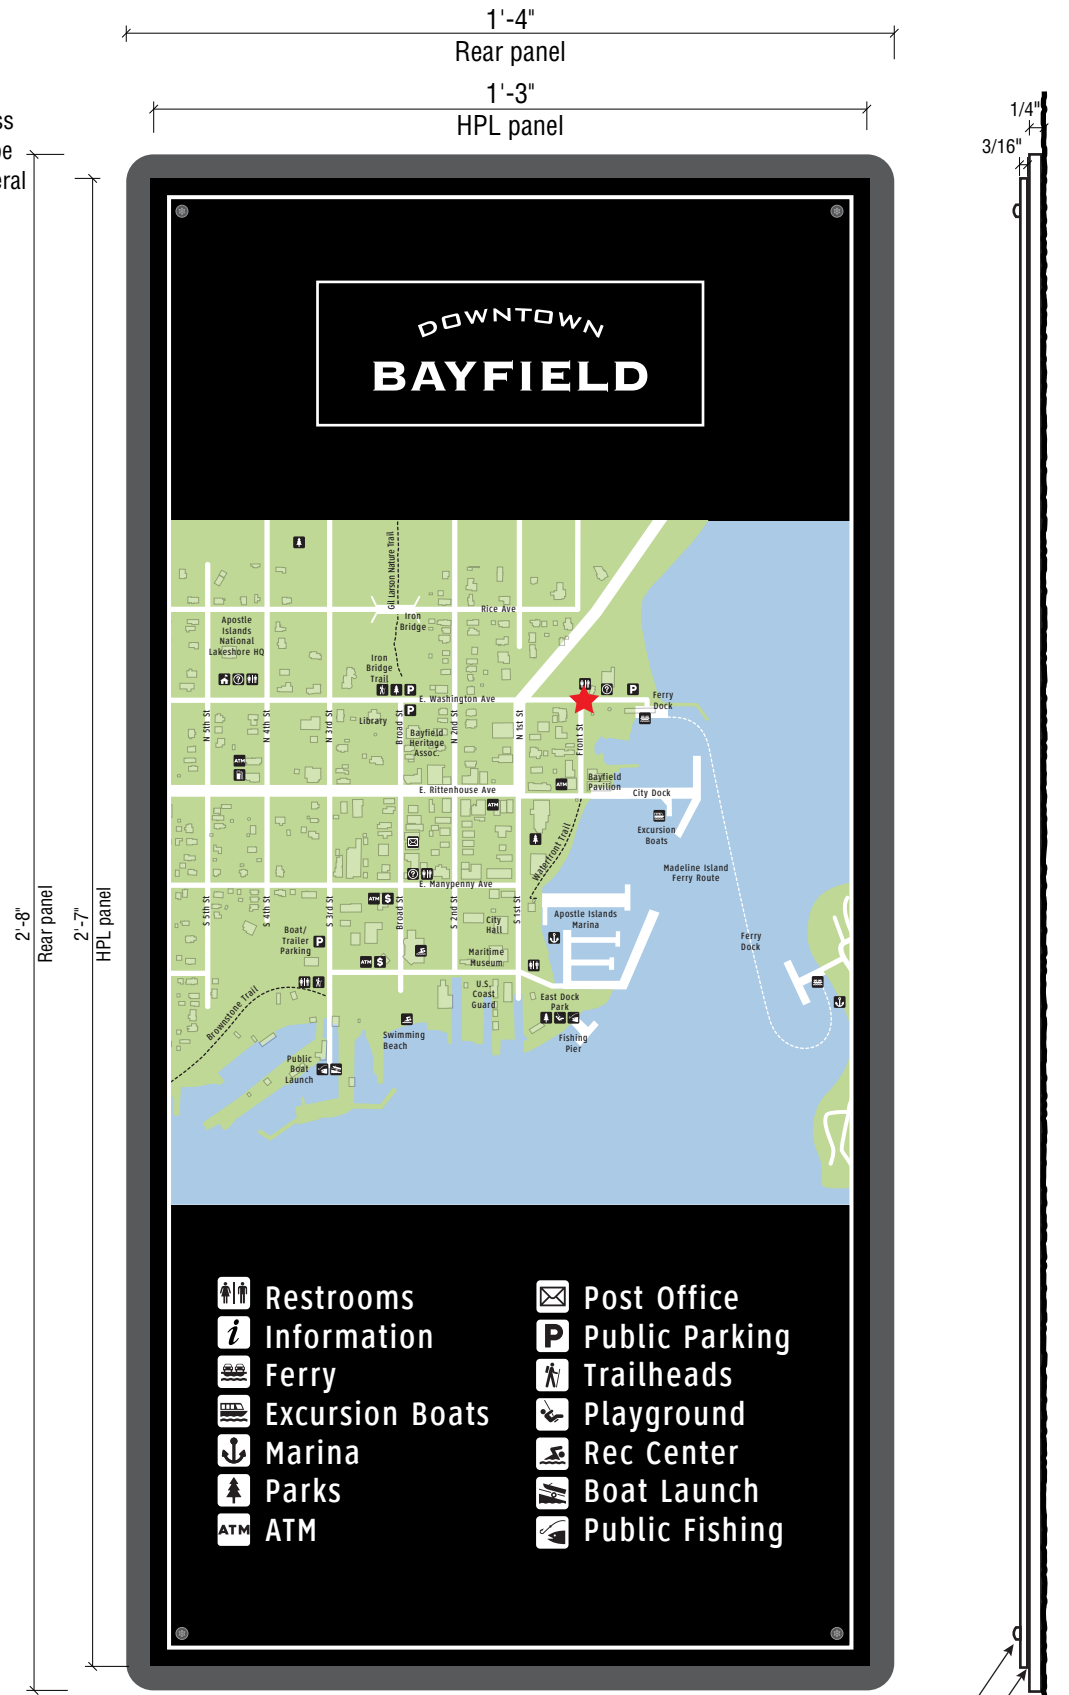 1'-4"
Rear panel
1'-3"
HPL panel
1/4"
3/16"
2'-8"
Rear panel
2'-7"
HPL panel
DOWNTOWN
BAYFIELD
Gil Larson Nature Trail
Rice Ave
Iron
Bridge
Apostle
Islands
National
Lakeshore HQ
Iron
Bridge
Trail
P
E. Washington Ave
P
Ferry
Dock
N 5th St
N 4th St
N 3rd St
Library
Broad St
P
Bayfield
Heritage
Assoc.
N 2nd St
N 1st St
Front St
ATM
ATM
Bayfield
Pavilion
E. Rittenhouse Ave
City Dock
ATM
Excursion
Boats
Waterfront Trail
Madeline Island
Ferry Route
E. Manypenny Ave
ATM $
S 5th St
S 4th St
S 3rd St
Broad St
S 2nd St
S 1st St
City
Hall
Apostle Islands
Marina
Boat/
Trailer
Parking
P
Ferry
Dock
Maritime
Museum
ATM $
U.S.
Coast
Guard
East Dock
Park
Brownstone Trail
Swimming
Beach
Fishing
Pier
Public
Boat
Launch
Restrooms
i Information
Ferry
Excursion Boats
Marina
Parks
ATM ATM
Post Office
P Public Parking
Trailheads
Playground
Rec Center
Boat Launch
Public Fishing